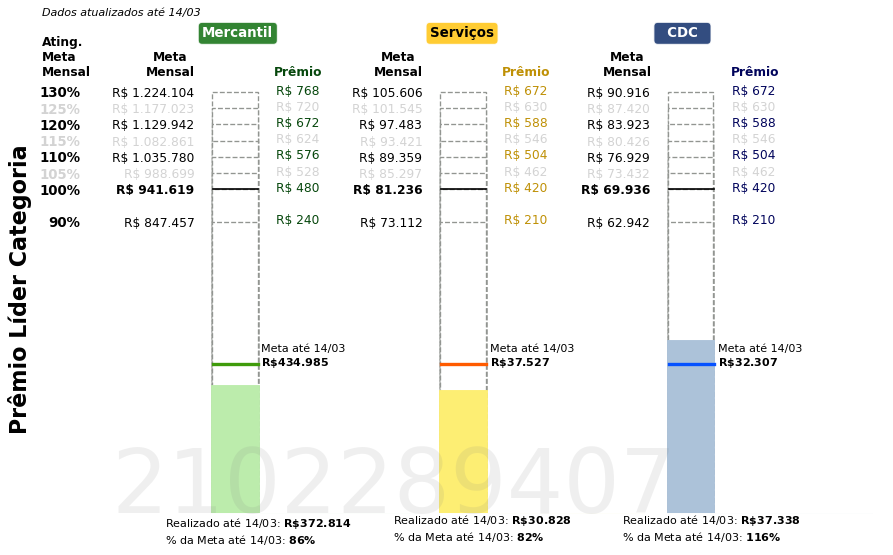 Dados atualizados até 14/03
Mercantil Serviços CDC
Ating. Meta Mensal
Meta Mensal Prêmio Meta Mensal Prêmio Meta Mensal Prêmio
130% R$ 1.224.104 R$ 768 R$ 105.606 R$ 672 R$ 90.916 R$ 672
125% R$ 1.177.023 R$ 720 R$ 101.545 R$ 630 R$ 87.420 R$ 630
120% R$ 1.129.942 R$ 672 R$ 97.483 R$ 588 R$ 83.923 R$ 588
115% R$ 1.082.861 R$ 624 R$ 93.421 R$ 546 R$ 80.426 R$ 546
110% R$ 1.035.780 R$ 576 R$ 89.359 R$ 504 R$ 76.929 R$ 504
105% R$ 988.699 R$ 528 R$ 85.297 R$ 462 R$ 73.432 R$ 462
100% R$ 941.619 R$ 480 R$ 81.236 R$ 420 R$ 69.936 R$ 420
90% R$ 847.457 R$ 240 R$ 73.112 R$ 210 R$ 62.942 R$ 210
Prêmio Líder Categoria
Meta até 14/03 Meta até 14/03 Meta até 14/03
R$434.985 R$37.527 R$32.307
2102289407
Realizado até 14/03: R$372.814 Realizado até 14/03: R$30.828 Realizado até 14/03: R$37.338
% da Meta até 14/03: 86% % da Meta até 14/03: 82% % da Meta até 14/03: 116%